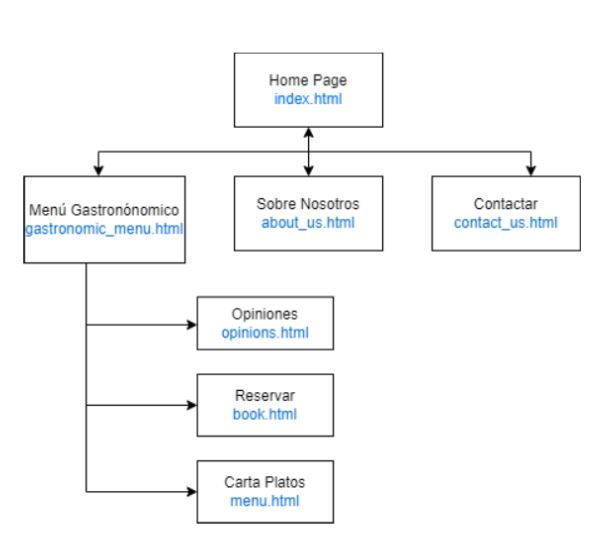 Home Page
index.html
Menú Gastronónomico
gastronomic_menu.html
Sobre Nosotros
about_us.html
Contactar
contact_us.html
Opiniones
opinions.html
Reservar
book.html
Carta Platos
menu.html